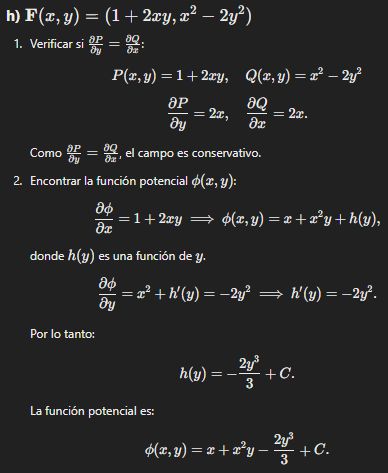 h) F(x, y) = (1 + 2xy, x² − 2y²)
1. Verificar si ∂P/∂y = ∂Q/∂x:
P(x, y) = 1 + 2xy, Q(x, y) = x² − 2y²
∂P/∂y = 2x, ∂Q/∂x = 2x.
Como ∂P/∂y = ∂Q/∂x, el campo es conservativo.
2. Encontrar la función potencial ϕ(x, y):
∂ϕ/∂x = 1 + 2xy ⟹ ϕ(x, y) = x + x²y + h(y),
donde h(y) es una función de y.
∂ϕ/∂y = x² + h′(y) = −2y² ⟹ h′(y) = −2y².
Por lo tanto:
h(y) = −2y³/3 + C.
La función potencial es:
ϕ(x, y) = x + x²y − 2y³/3 + C.